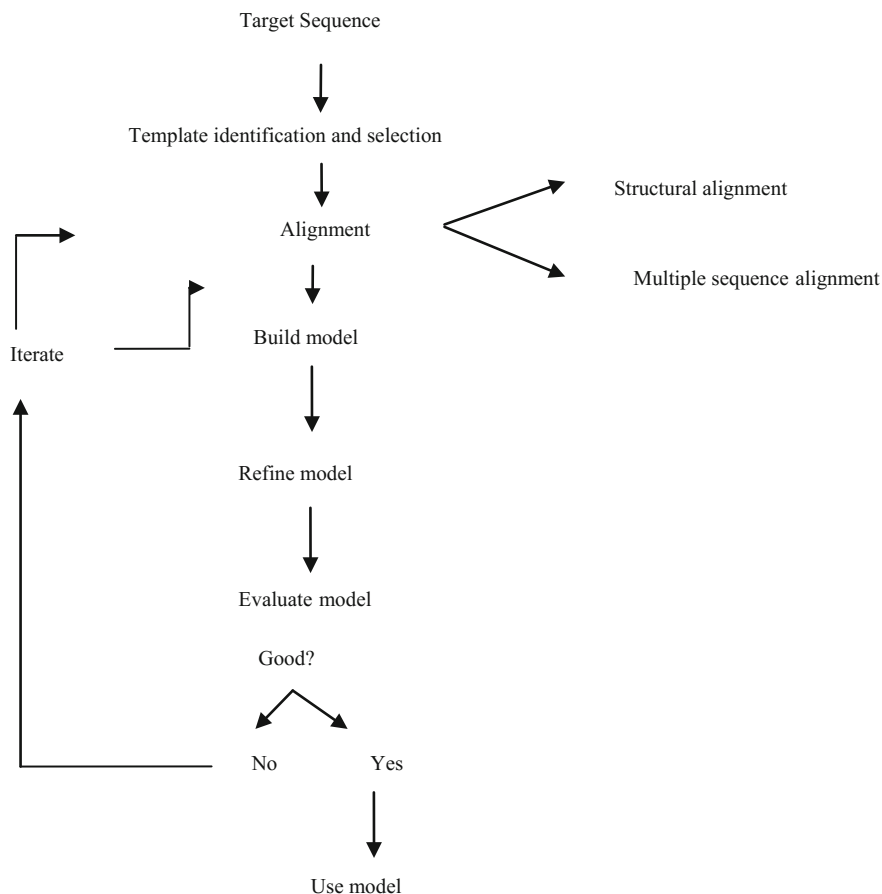 Target Sequence
Template identification and selection
Structural alignment
Alignment
Multiple sequence alignment
Build model
Iterate
Refine model
Evaluate model
Good?
No
Yes
Use model